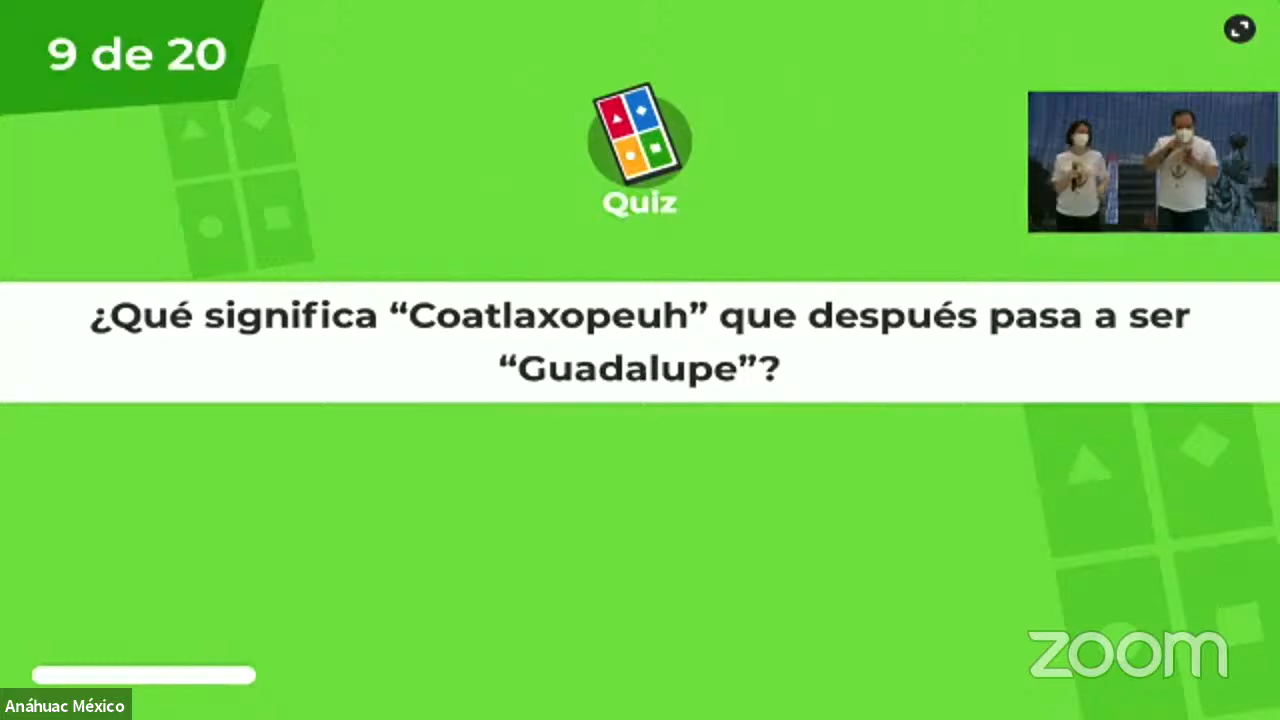 9 de 20
Quiz
¿Qué significa “Coatlaxopeuh” que después pasa a ser
“Guadalupe”?
zoom
Anáhuac México